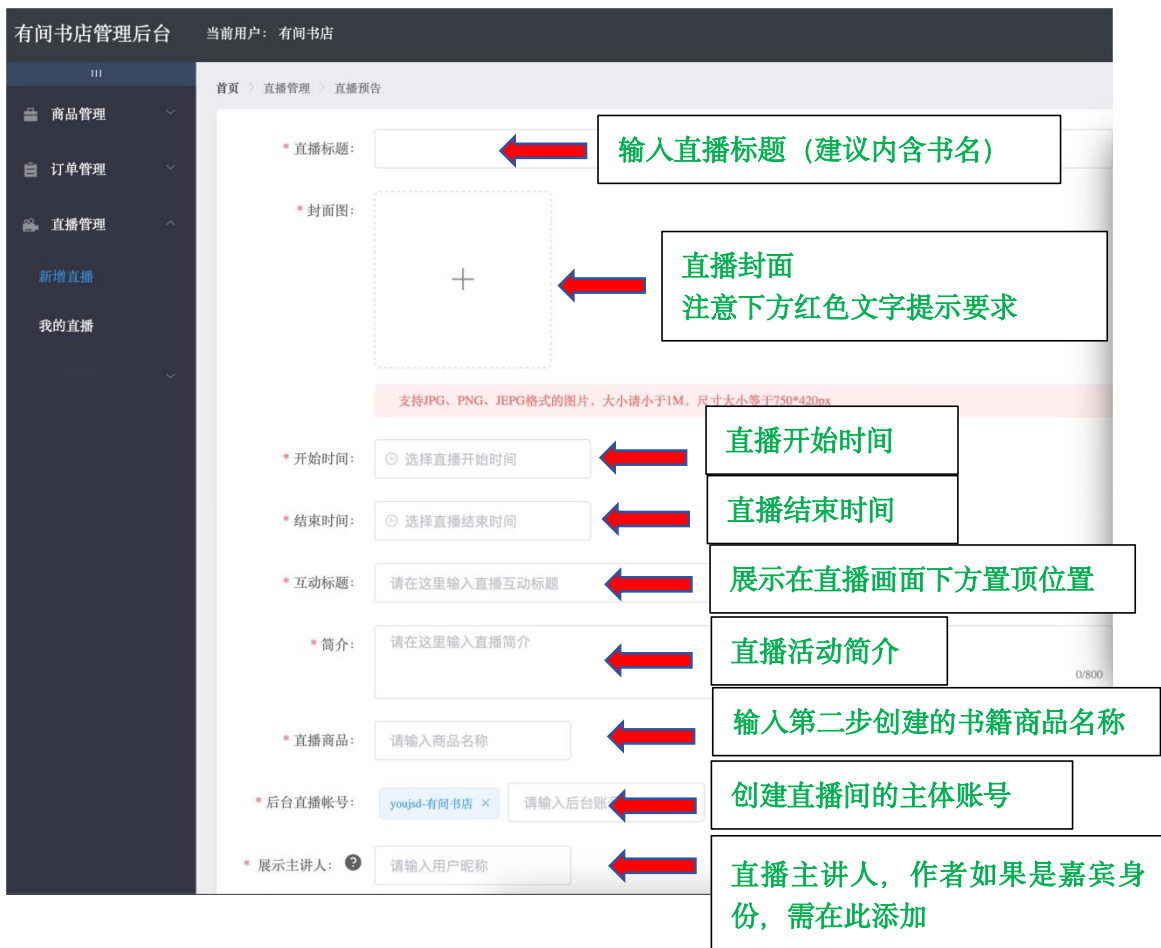 有间书店管理后台
当前用户： 有间书店
首页 > 直播管理 > 直播预告
商品管理
订单管理
直播管理
新增直播
我的直播
* 直播标题：
输入直播标题（建议内含书名）
* 封面图：
+
直播封面
注意下方红色文字提示要求
支持JPG、PNG、JEPG格式的图片，大小请小于1M，尺寸大小等于750*420px
* 开始时间：
选择直播开始时间
直播开始时间
* 结束时间：
选择直播结束时间
直播结束时间
* 互动标题：
请在这里输入直播互动标题
展示在直播画面下方置顶位置
* 简介：
请在这里输入直播简介
0/800
直播活动简介
* 直播商品：
请输入商品名称
输入第二步创建的书籍商品名称
* 后台直播帐号：
youjsd-有间书店 ×
请输入后台账
创建直播间的主体账号
* 展示主讲人： ?
请输入用户昵称
直播主讲人，作者如果是嘉宾身
份，需在此添加